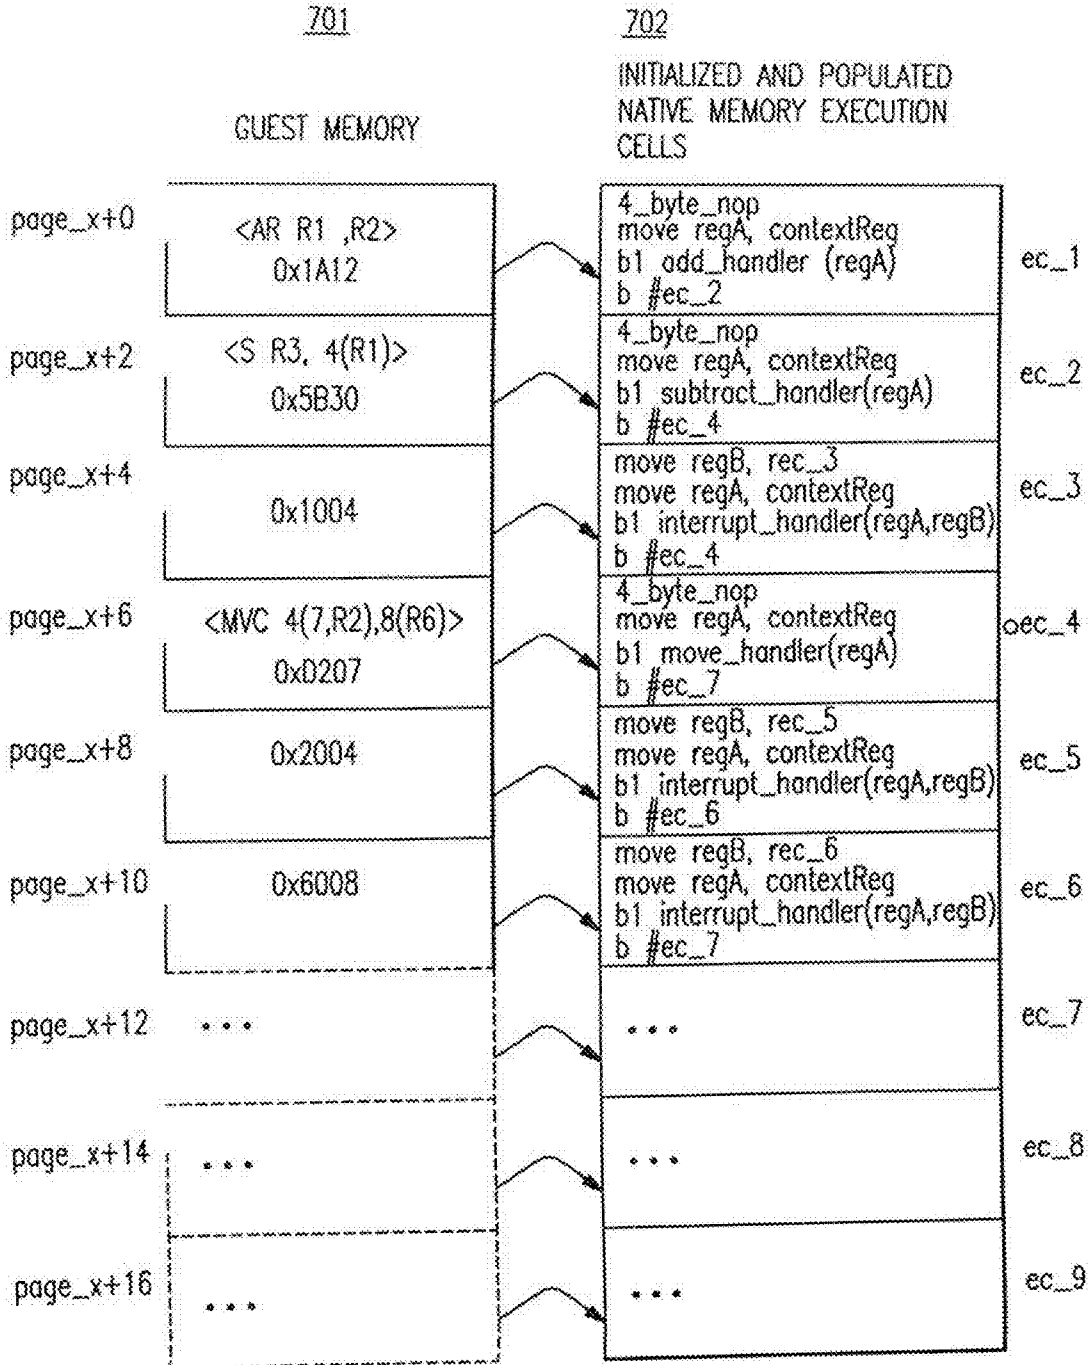 701
702
INITIALIZED AND POPULATED
NATIVE MEMORY EXECUTION
CELLS
GUEST MEMORY
page_x+0
<AR R1 ,R2>
0x1A12
4_byte_nop
move regA, contextReg
b1 add_handler (regA)
b #ec_2
ec_1
page_x+2
<S R3, 4(R1)>
0x5B30
4_byte_nop
move regA, contextReg
b1 subtract_handler(regA)
b #ec_4
ec_2
page_x+4
0x1004
move regB, rec_3
move regA, contextReg
b1 interrupt_handler(regA,regB)
b #ec_4
ec_3
page_x+6
<MVC 4(7,R2),8(R6)>
0xD207
4_byte_nop
move regA, contextReg
b1 move_handler(regA)
b #ec_7
oec_4
page_x+8
0x2004
move regB, rec_5
move regA, contextReg
b1 interrupt_handler(regA,regB)
b #ec_6
ec_5
page_x+10
0x6008
move regB, rec_6
move regA, contextReg
b1 interrupt_handler(regA,regB)
b #ec_7
ec_6
page_x+12
...
...
ec_7
page_x+14
...
...
ec_8
page_x+16
...
...
ec_9